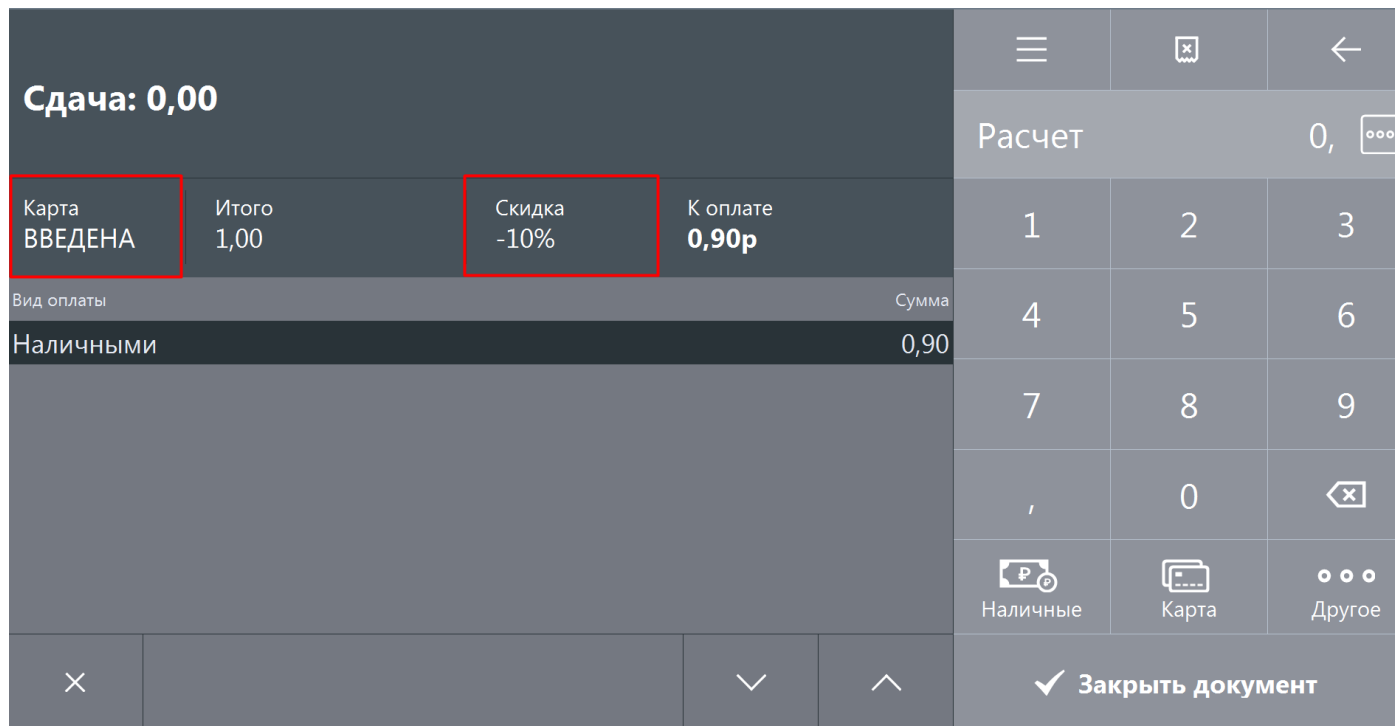 Сдача: 0,00
Расчет 0,
Карта Итого Скидка К оплате
ВВЕДЕНА 1,00 -10% 0,90р
Вид оплаты Сумма
Наличными 0,90
1 2 3
4 5 6
7 8 9
, 0
Наличные Карта Другое
Закрыть документ